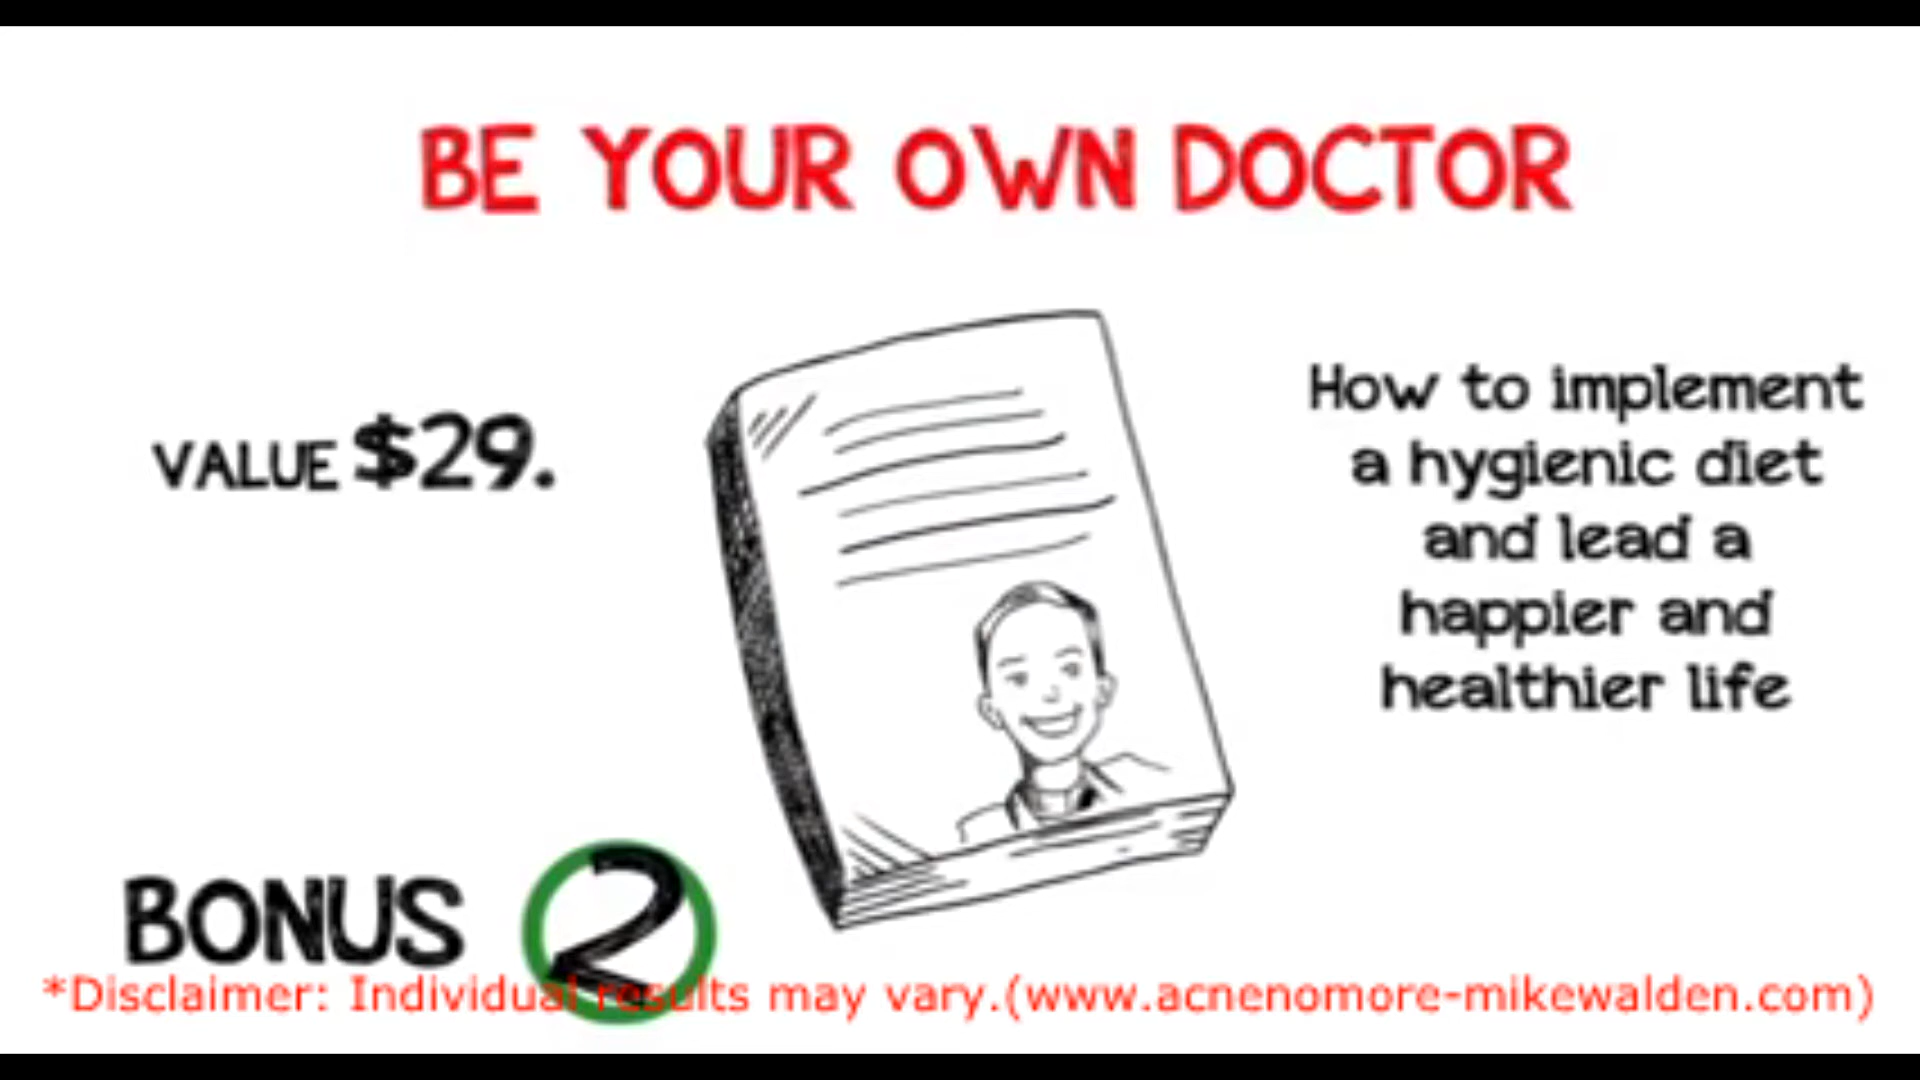 BE YOUR OWN DOCTOR
VALUE $29.
How to implement
a hygienic diet
and lead a
happier and
healthier life
BONUS 2
*Disclaimer: Individual results may vary.(www.acnenomore-mikewalden.com)